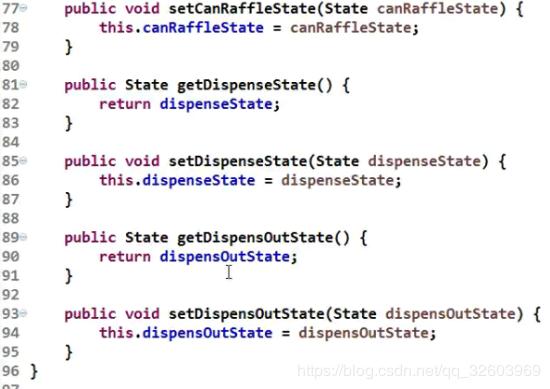 77 public void setCanRaffleState(State canRaffleState) {
78 this.canRaffleState = canRaffleState;
79 }
80
81 public State getDispenseState() {
82 return dispenseState;
83 }
84
85 public void setDispenseState(State dispenseState) {
86 this.dispenseState = dispenseState;
87 }
88
89 public State getDispensOutState() {
90 return dispensOutState;
91 }
92
93 public void setDispensOutState(State dispensOutState) {
94 this.dispensOutState = dispensOutState;
95 }
96 }
https://blog.csdn.net/qq_32603969
97